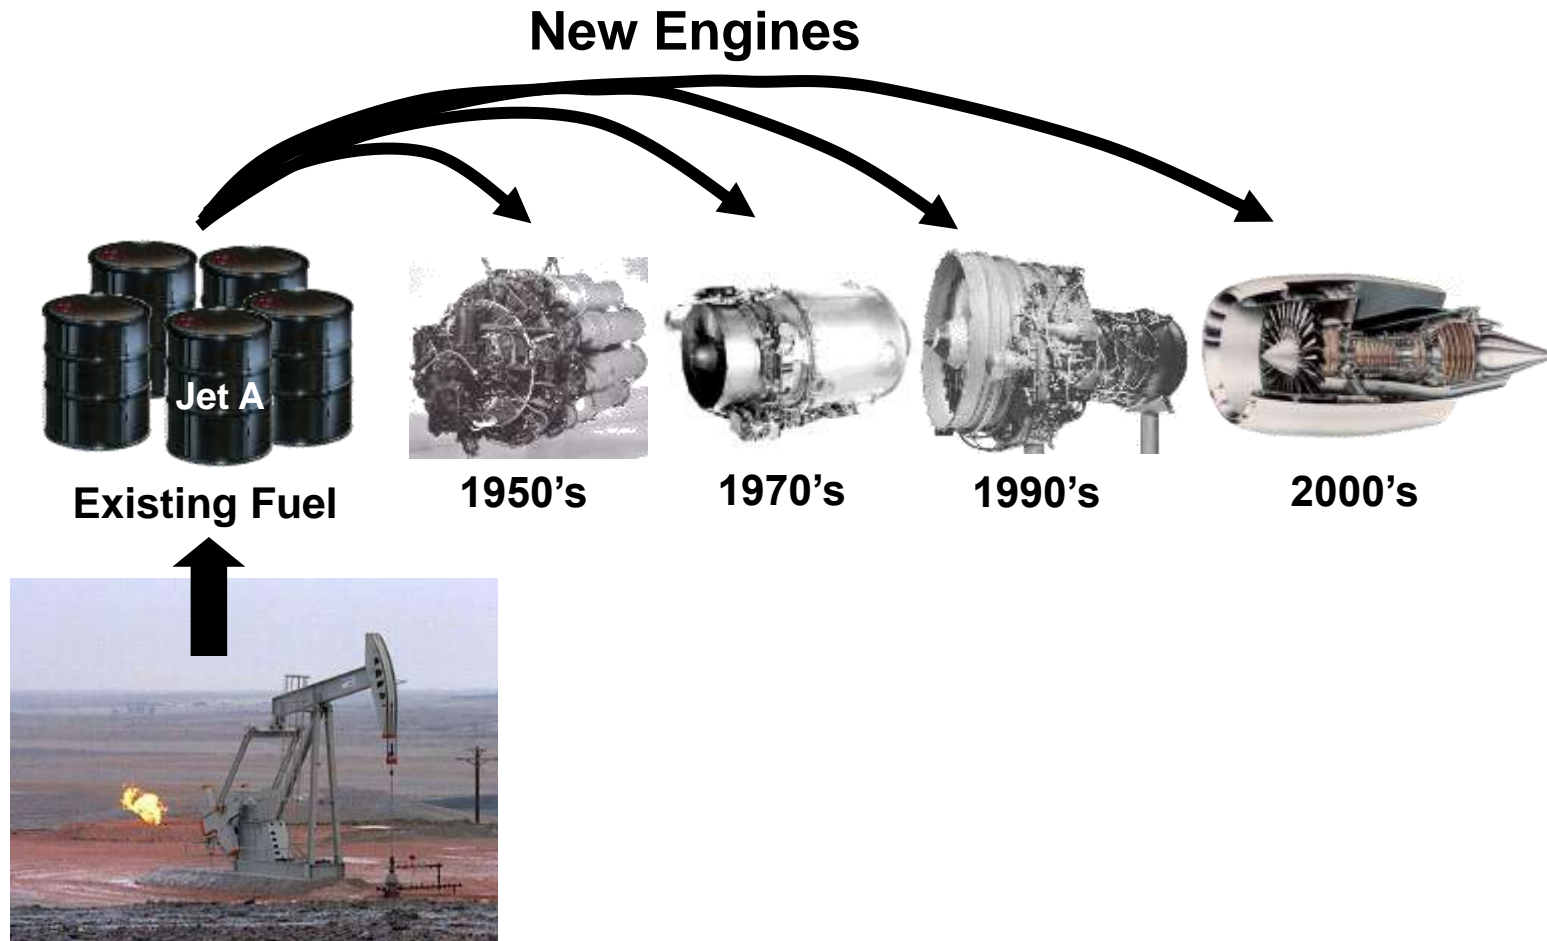 New Engines
Jet A
Existing Fuel
1950’s
1970’s
1990’s
2000’s